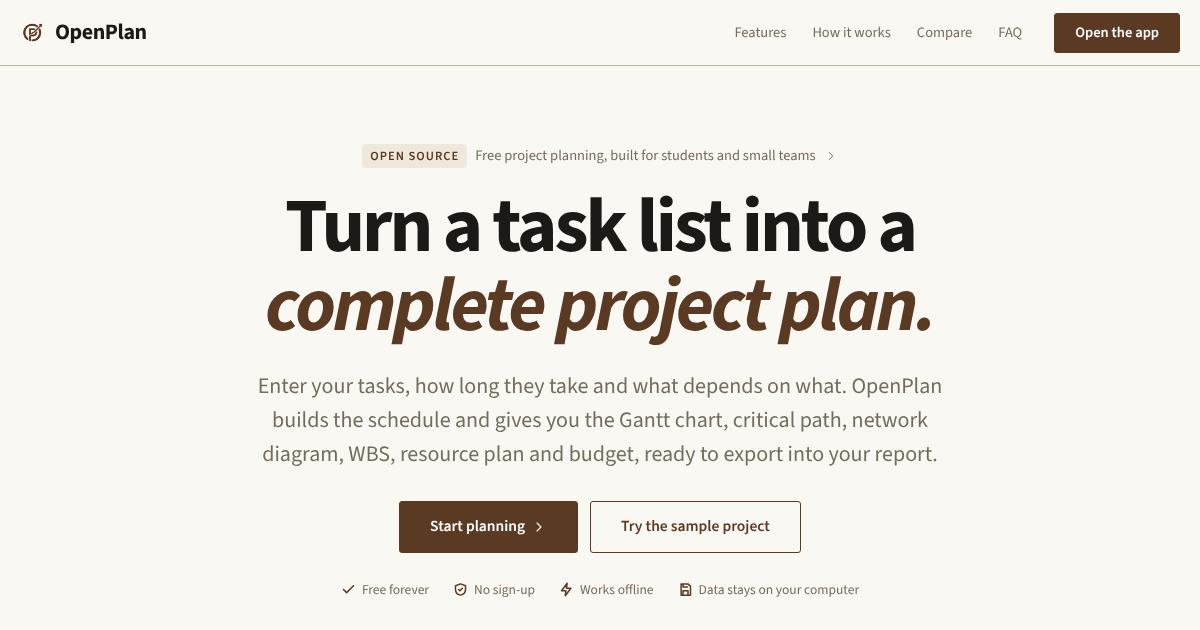 OpenPlan
Features How it works Compare FAQ Open the app
OPEN SOURCE Free project planning, built for students and small teams
Turn a task list into a
complete project plan.
Enter your tasks, how long they take and what depends on what. OpenPlan
builds the schedule and gives you the Gantt chart, critical path, network
diagram, WBS, resource plan and budget, ready to export into your report.
Start planning Try the sample project
Free forever No sign-up Works offline Data stays on your computer